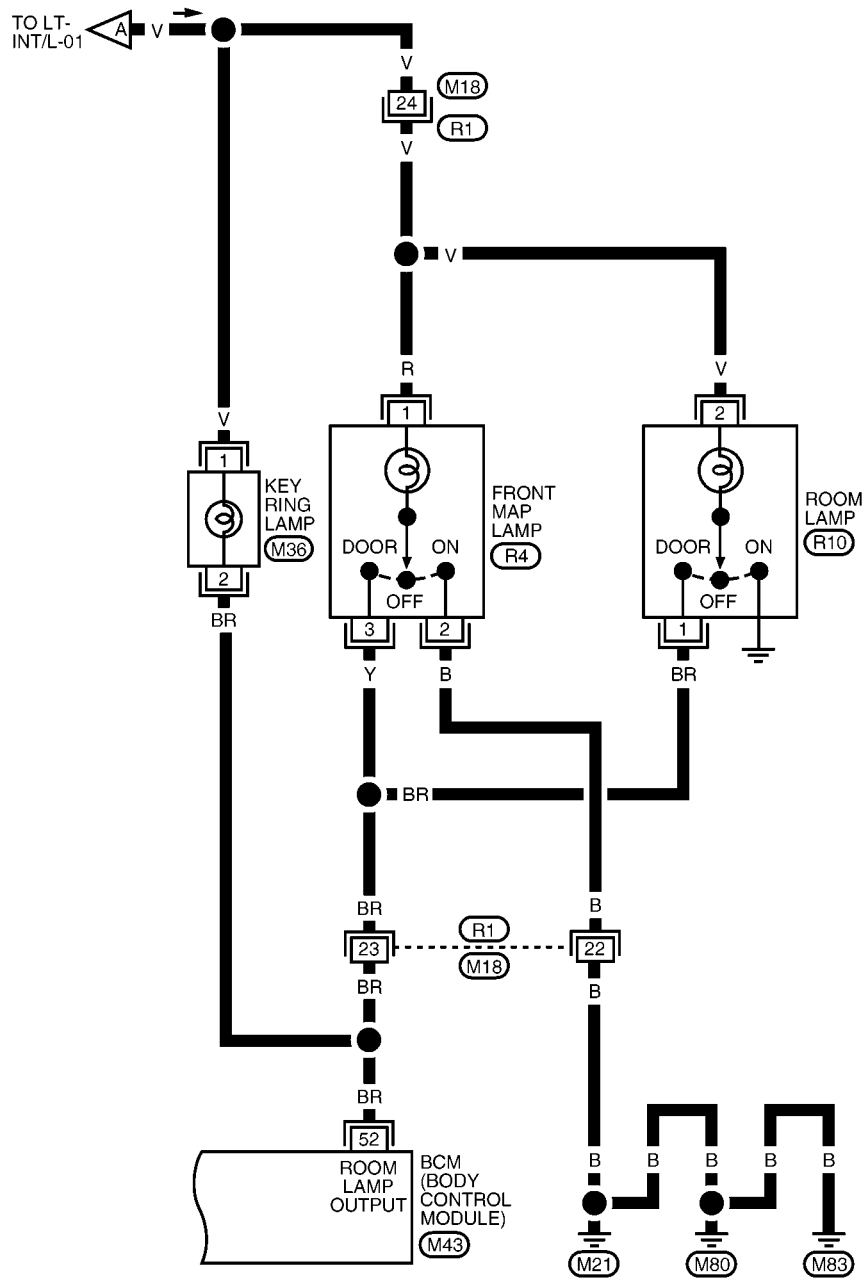 TO LT-
INT/L-01
A
V
V
24
M18
R1
V
V
R
V
V
1
1
2
KEY
RING
LAMP
M36
FRONT
MAP
LAMP
R4
ROOM
LAMP
R10
DOOR
ON
OFF
DOOR
ON
OFF
2
BR
3
2
1
Y
B
BR
BR
BR
B
23
R1
M18
22
BR
B
BR
52
ROOM
LAMP
OUTPUT
BCM
(BODY
CONTROL
MODULE)
M43
B
B
B
B
B
M21
M80
M83